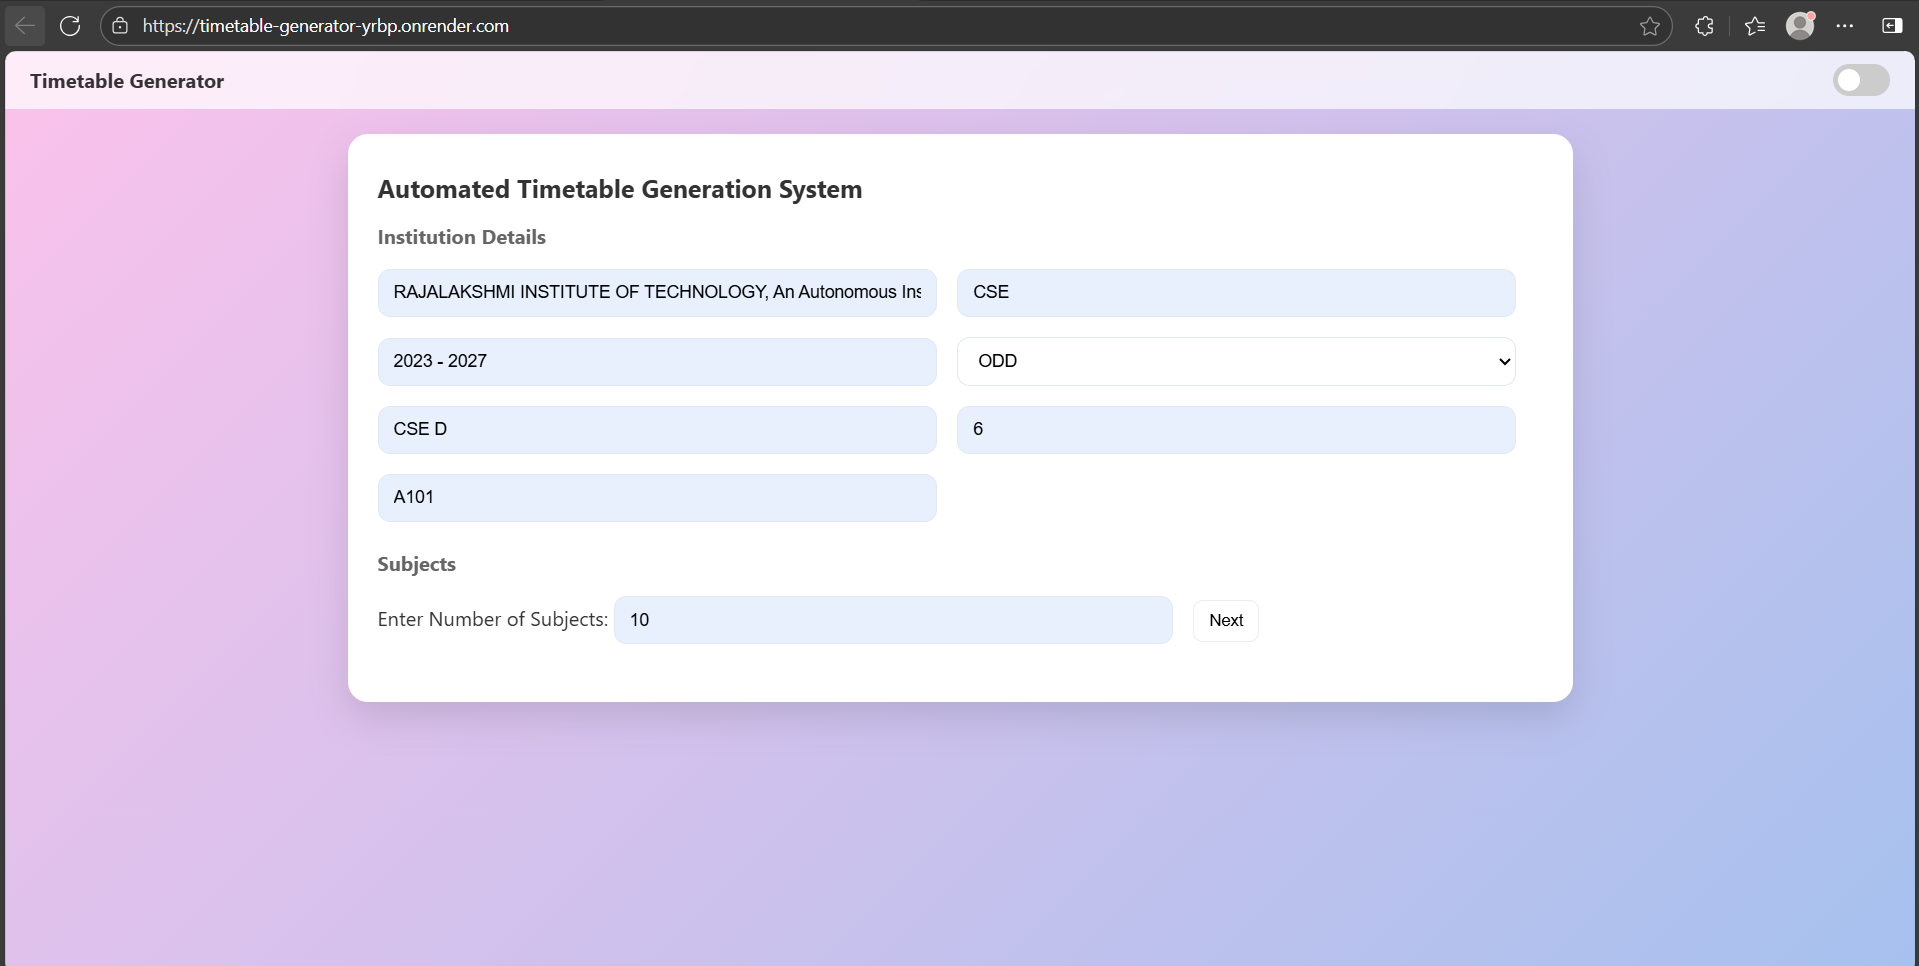 https://timetable-generator-yrbp.onrender.com
Timetable Generator
Automated Timetable Generation System
Institution Details
RAJALAKSHMI INSTITUTE OF TECHNOLOGY, An Autonomous Ins
CSE
2023 - 2027
ODD
CSE D
6
A101
Subjects
Enter Number of Subjects: 10 Next